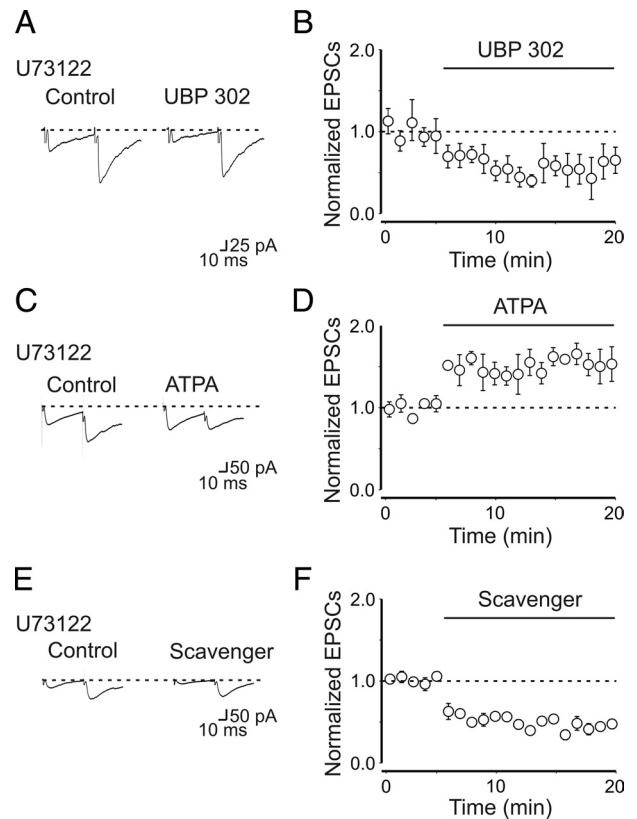 A
U73122
Control UBP 302
25 pA
10 ms
B
UBP 302
Normalized EPSCs
2.0
1.0
0.0
0 10 20
Time (min)
C
U73122
Control ATPA
50 pA
10 ms
D
ATPA
Normalized EPSCs
2.0
1.0
0.0
0 10 20
Time (min)
E
U73122
Control Scavenger
50 pA
10 ms
F
Scavenger
Normalized EPSCs
2.0
1.0
0.0
0 10 20
Time (min)